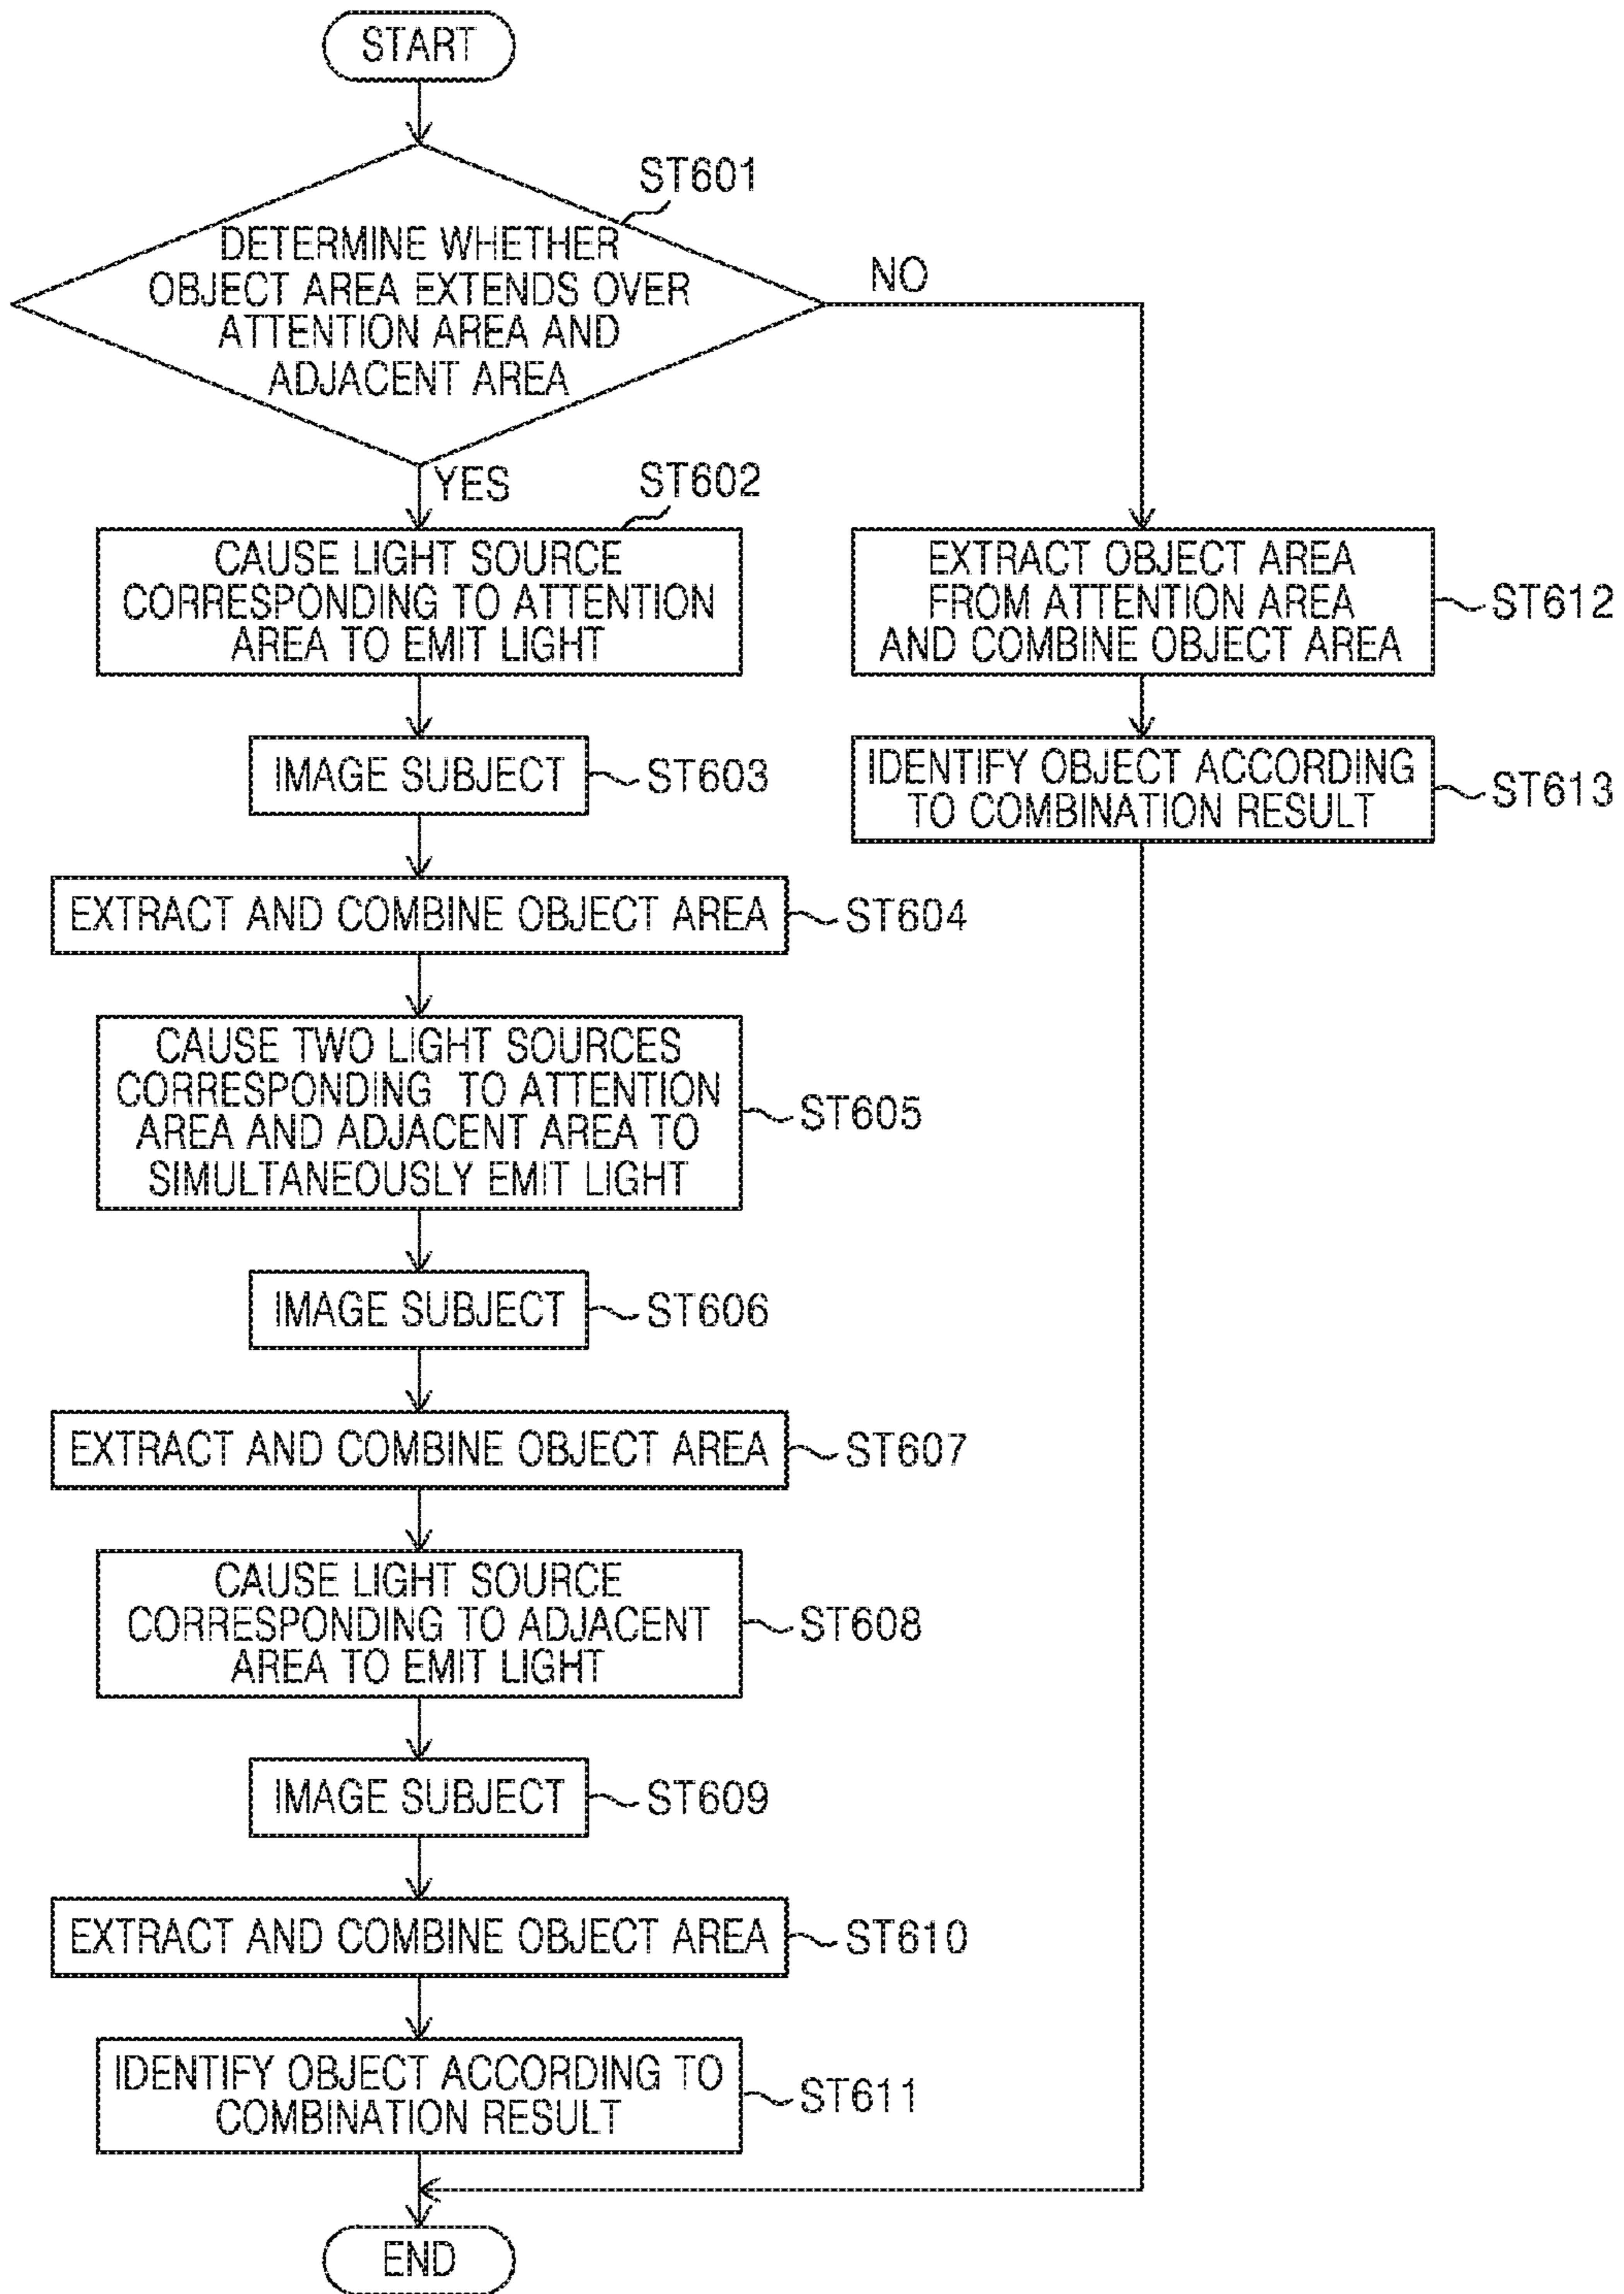 START
ST601
DETERMINE WHETHER
OBJECT AREA EXTENDS OVER
ATTENTION AREA AND
ADJACENT AREA
NO
YES
ST602
CAUSE LIGHT SOURCE
CORRESPONDING TO ATTENTION
AREA TO EMIT LIGHT
EXTRACT OBJECT AREA
FROM ATTENTION AREA
AND COMBINE OBJECT AREA
ST612
IMAGE SUBJECT
ST603
IDENTIFY OBJECT ACCORDING
TO COMBINATION RESULT
ST613
EXTRACT AND COMBINE OBJECT AREA
ST604
CAUSE TWO LIGHT SOURCES
CORRESPONDING TO ATTENTION
AREA AND ADJACENT AREA TO
SIMULTANEOUSLY EMIT LIGHT
ST605
IMAGE SUBJECT
ST606
EXTRACT AND COMBINE OBJECT AREA
ST607
CAUSE LIGHT SOURCE
CORRESPONDING TO ADJACENT
AREA TO EMIT LIGHT
ST608
IMAGE SUBJECT
ST609
EXTRACT AND COMBINE OBJECT AREA
ST610
IDENTIFY OBJECT ACCORDING TO
COMBINATION RESULT
ST611
END